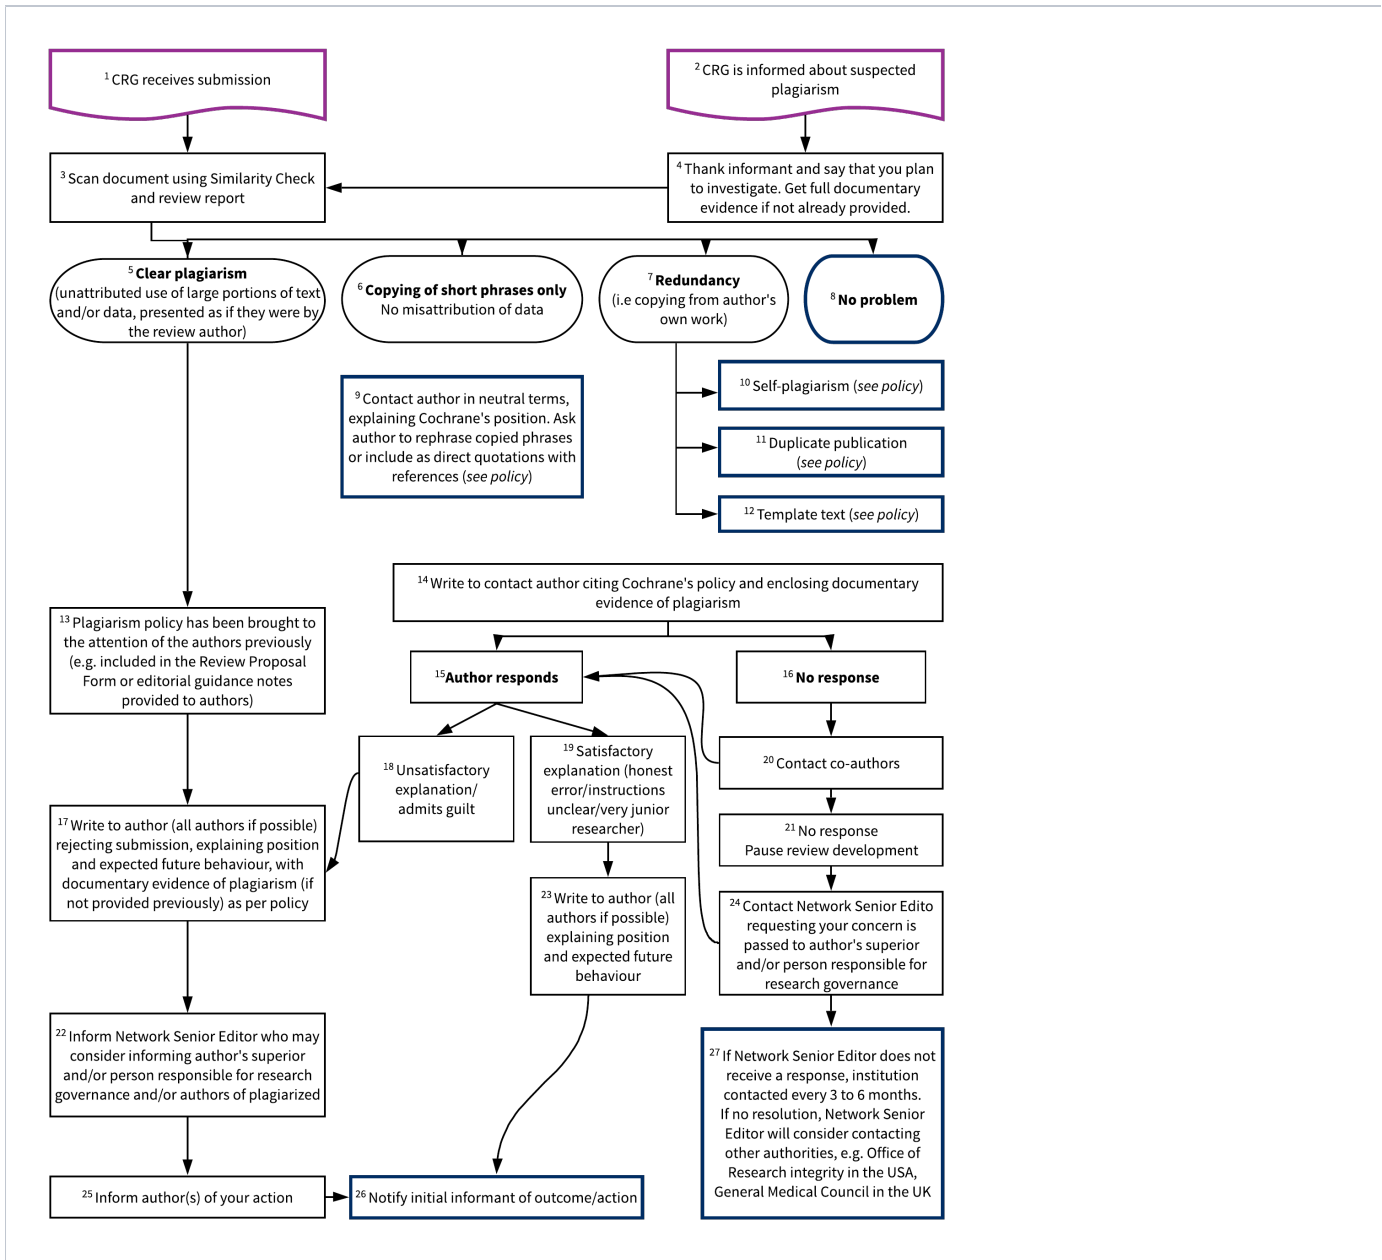 1 CRG receives submission
2 CRG is informed about suspected
plagiarism
3 Scan document using Similarity Check
and review report
4 Thank informant and say that you plan
to investigate. Get full documentary
evidence if not already provided.
5 Clear plagiarism
(unattributed use of large portions of text
and/or data, presented as if they were by
the review author)
6 Copying of short phrases only
No misattribution of data
7 Redundancy
(i.e copying from author's
own work)
8 No problem
9 Contact author in neutral terms,
explaining Cochrane's position. Ask
author to rephrase copied phrases
or include as direct quotations with
references (see policy)
10 Self-plagiarism (see policy)
11 Duplicate publication
(see policy)
12 Template text (see policy)
13 Plagiarism policy has been brought to
the attention of the authors previously
(e.g. included in the Review Proposal
Form or editorial guidance notes
provided to authors)
14 Write to contact author citing Cochrane's policy and enclosing documentary
evidence of plagiarism
15 Author responds
16 No response
17 Write to author (all authors if possible)
rejecting submission, explaining position
and expected future behaviour, with
documentary evidence of plagiarism (if
not provided previously) as per policy
18 Unsatisfactory
explanation/
admits guilt
19 Satisfactory
explanation (honest
error/instructions
unclear/very junior
researcher)
20 Contact co-authors
21 No response
Pause review development
22 Inform Network Senior Editor who may
consider informing author's superior
and/or person responsible for research
governance and/or authors of plagiarized
23 Write to author (all
authors if possible)
explaining position
and expected future
behaviour
24 Contact Network Senior Edito
requesting your concern is
passed to author's superior
and/or person responsible for
research governance
25 Inform author(s) of your action
26 Notify initial informant of outcome/action
27 If Network Senior Editor does not
receive a response, institution
contacted every 3 to 6 months.
If no resolution, Network Senior
Editor will consider contacting
other authorities, e.g. Office of
Research integrity in the USA,
General Medical Council in the UK